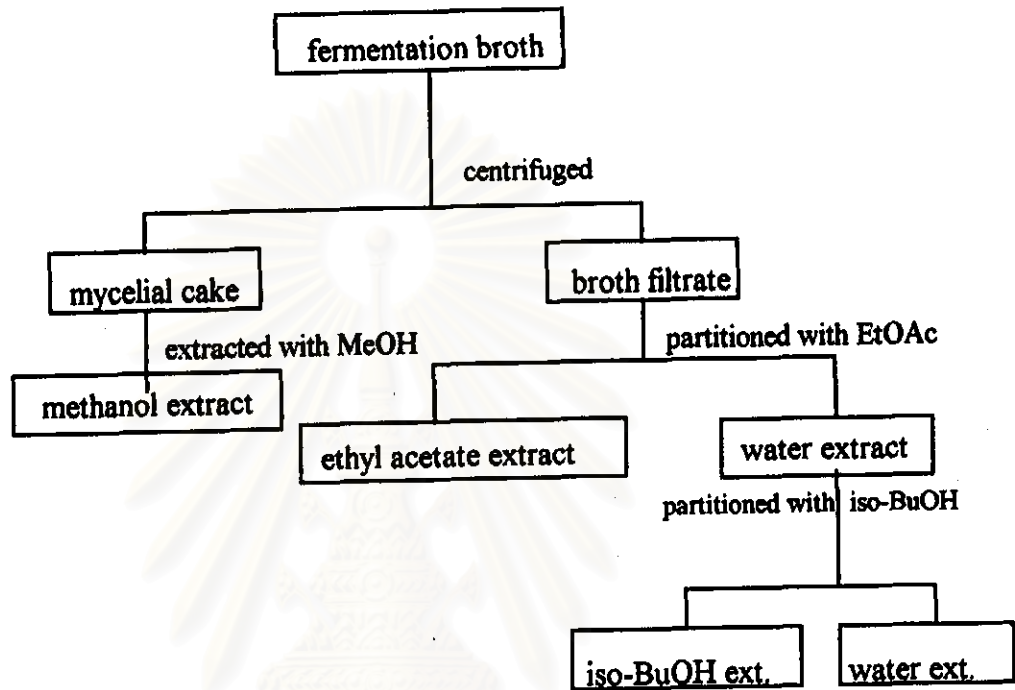 fermentation broth
centrifuged
mycelial cake
broth filtrate
extracted with MeOH
partitioned with EtOAc
methanol extract
ethyl acetate extract
water extract
partitioned with iso-BuOH
iso-BuOH ext.
water ext.